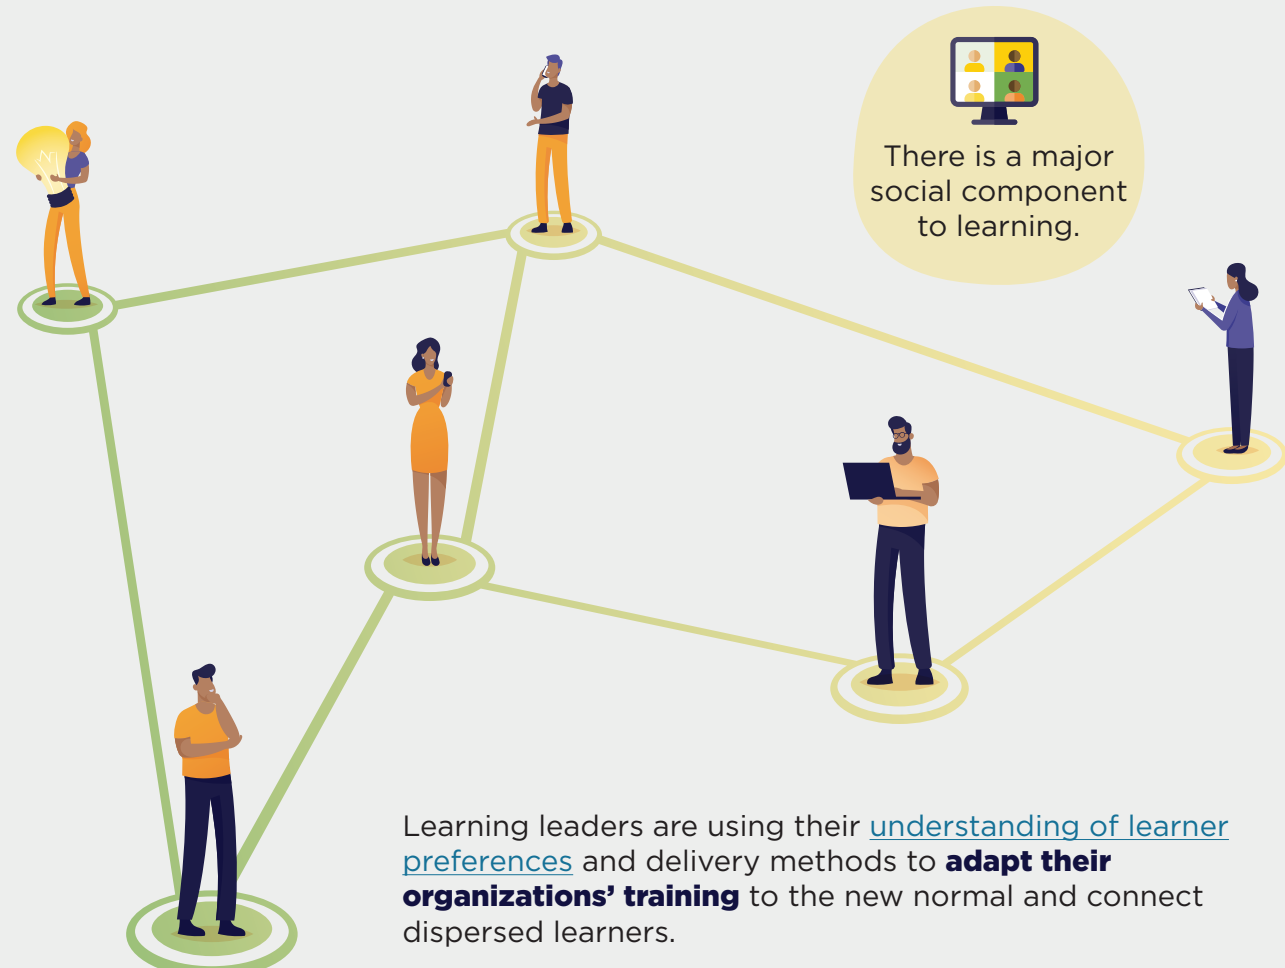 There is a major
social component
to learning.
Learning leaders are using their understanding of learner
preferences and delivery methods to adapt their
organizations’ training to the new normal and connect
dispersed learners.